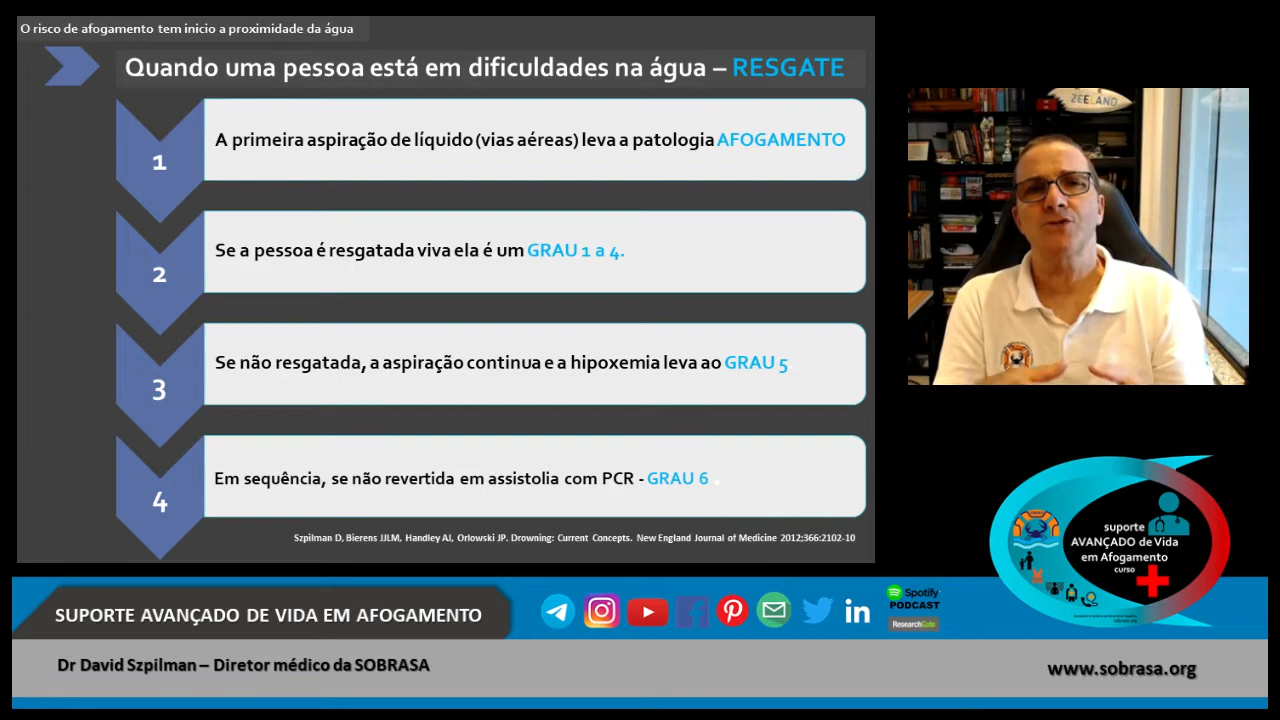 O risco de afogamento tem inicio a proximidade da água
Quando uma pessoa está em dificuldades na água – RESGATE
1
A primeira aspiração de líquido (vias aéreas) leva a patologia AFOGAMENTO
2
Se a pessoa é resgatada viva ela é um GRAU 1 a 4.
3
Se não resgatada, a aspiração continua e a hipoxemia leva ao GRAU 5
4
Em sequência, se não revertida em assistolia com PCR - GRAU 6 .
Szpilman D, Bierens JJLM, Handley AJ, Orlowski JP. Drowning: Current Concepts. New England Journal of Medicine 2012;366:2102-10
ZEELAND
suporte
AVANÇADO de Vida
em Afogamento
curso
SUPORTE AVANÇADO DE VIDA EM AFOGAMENTO
Spotify
PODCAST
ResearchGate
in
Dr David Szpilman – Diretor médico da SOBRASA
www.sobrasa.org